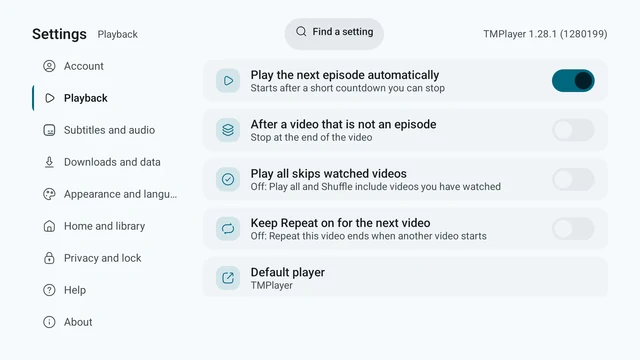 Settings
Playback
Find a setting
TMPlayer 1.28.1 (1280199)
Account
Playback
Subtitles and audio
Downloads and data
Appearance and langu…
Home and library
Privacy and lock
Help
About
Play the next episode automatically
Starts after a short countdown you can stop
After a video that is not an episode
Stop at the end of the video
Play all skips watched videos
Off: Play all and Shuffle include videos you have watched
Keep Repeat on for the next video
Off: Repeat this video ends when another video starts
Default player
TMPlayer